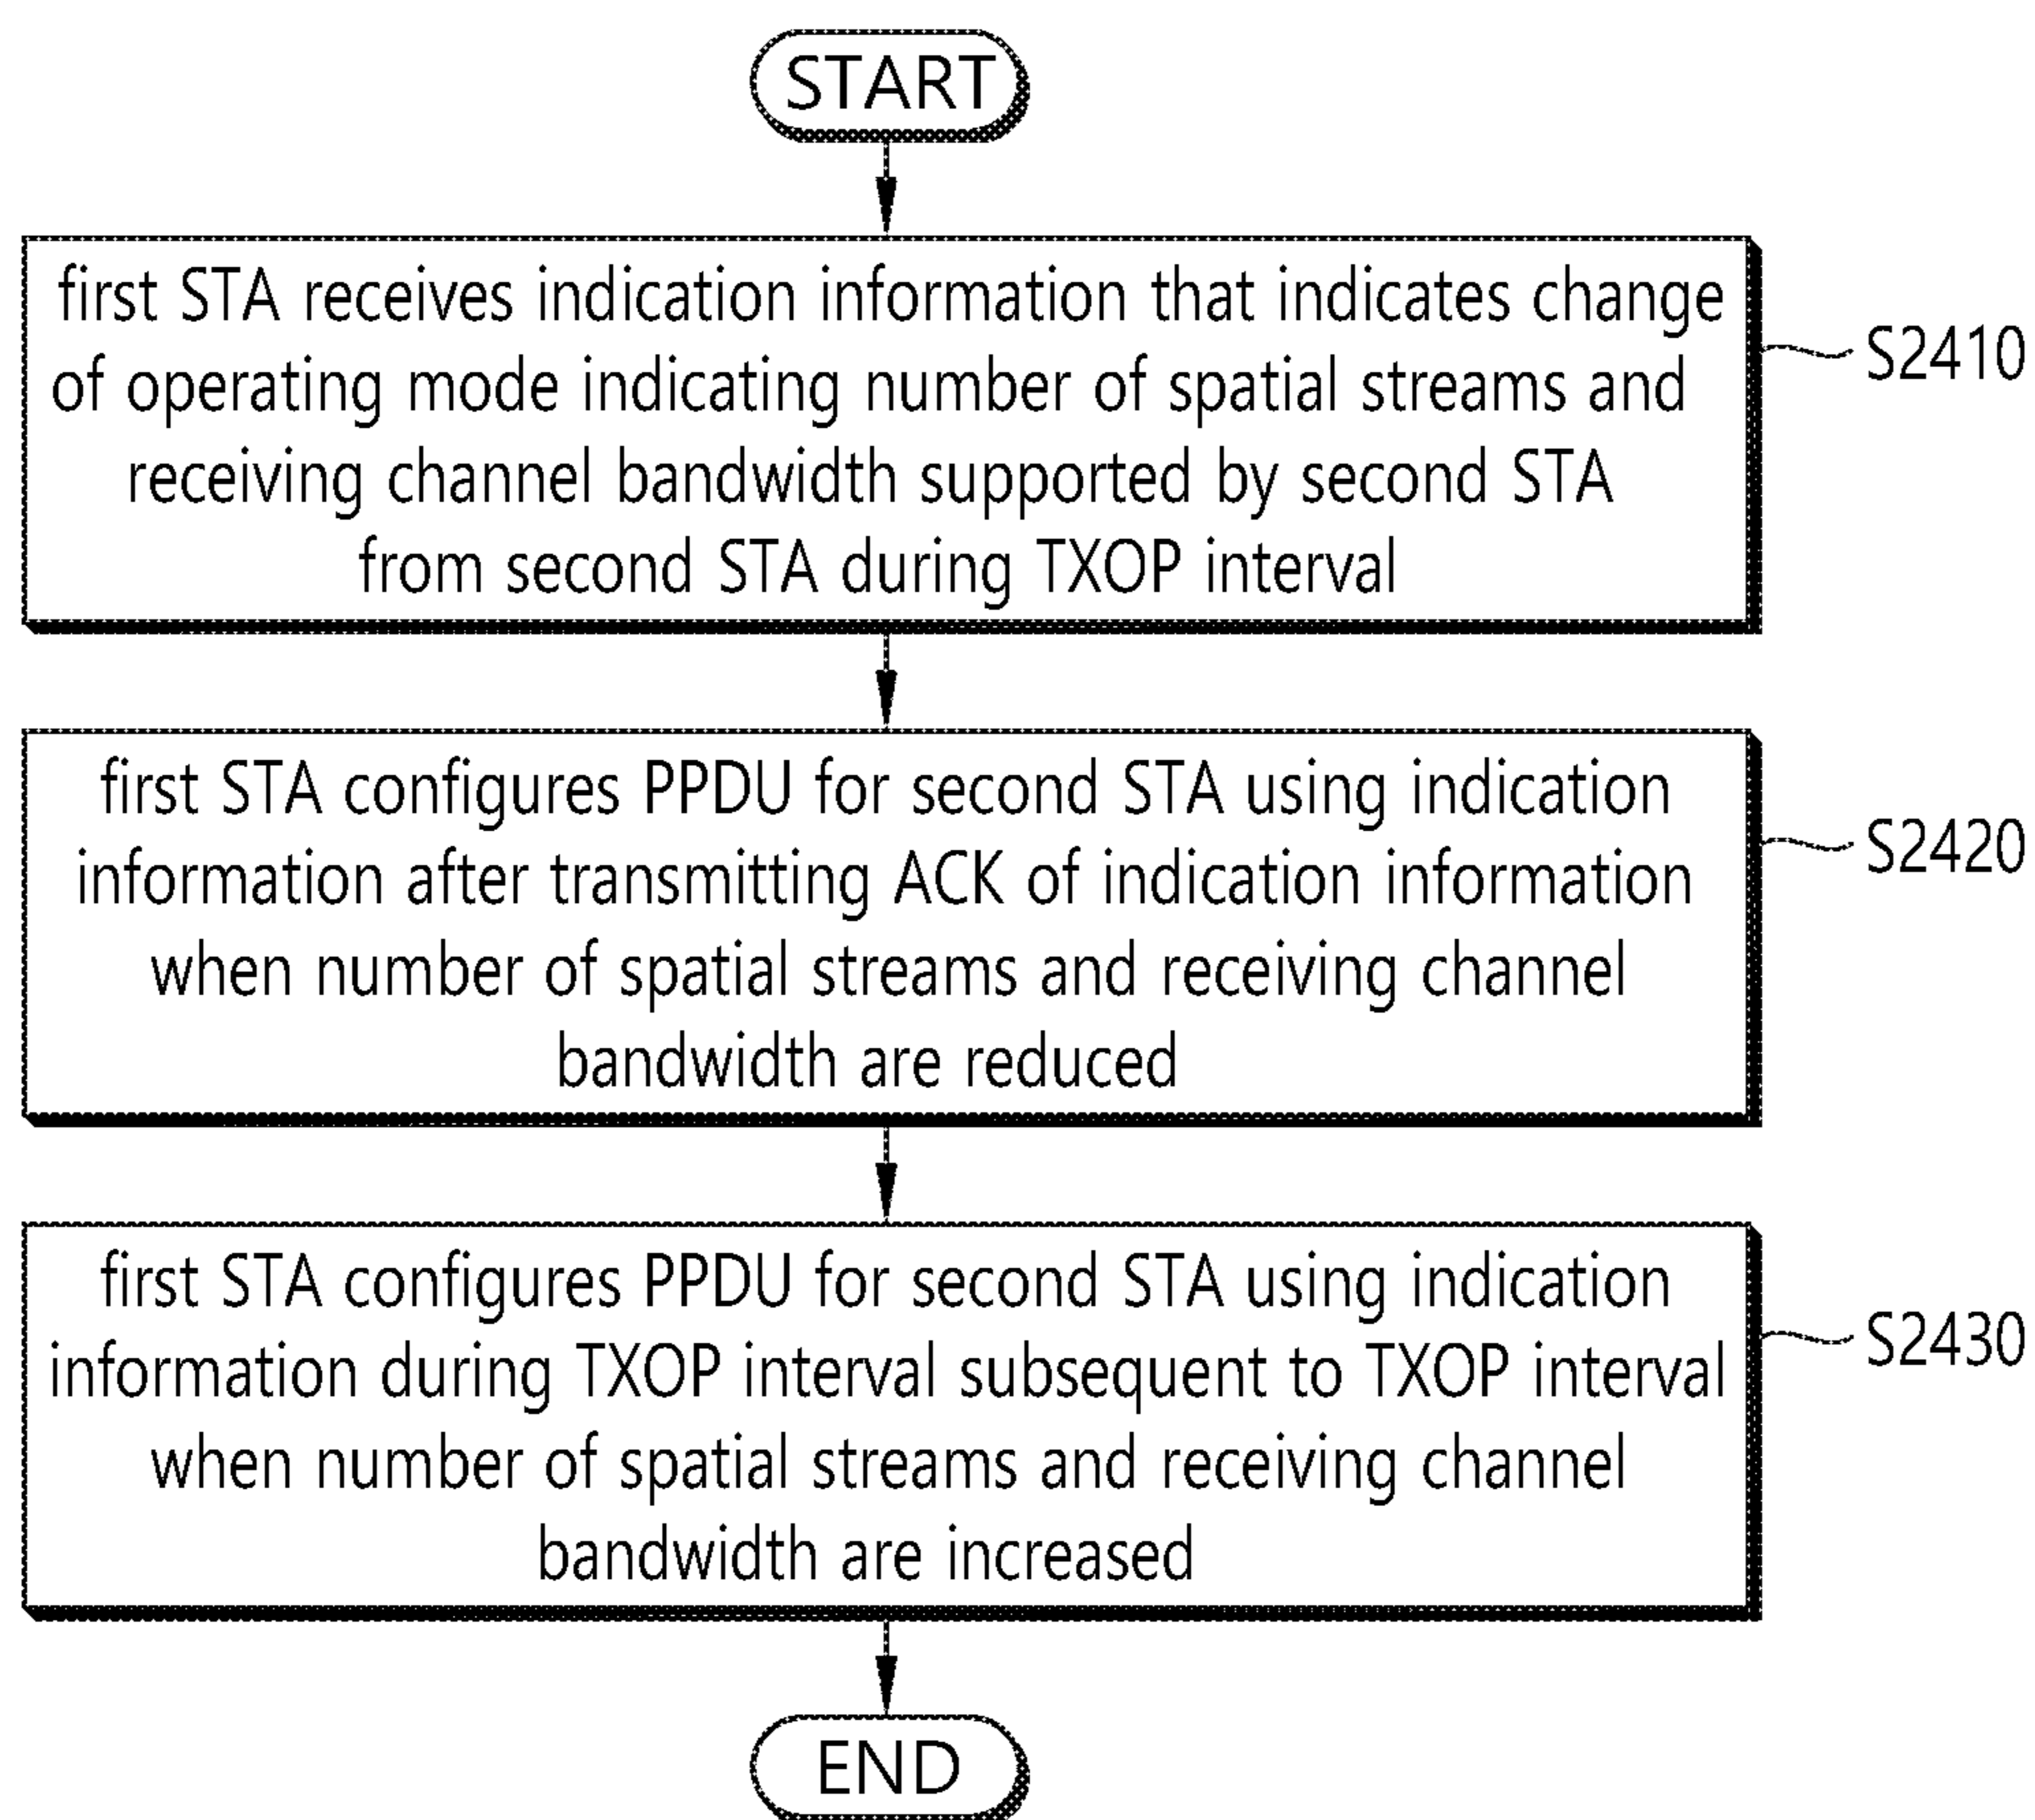 START
first STA receives indication information that indicates change
of operating mode indicating number of spatial streams and
receiving channel bandwidth supported by second STA
from second STA during TXOP interval
S2410
first STA configures PPDU for second STA using indication
information after transmitting ACK of indication information
when number of spatial streams and receiving channel
bandwidth are reduced
S2420
first STA configures PPDU for second STA using indication
information during TXOP interval subsequent to TXOP interval
when number of spatial streams and receiving channel
bandwidth are increased
S2430
END